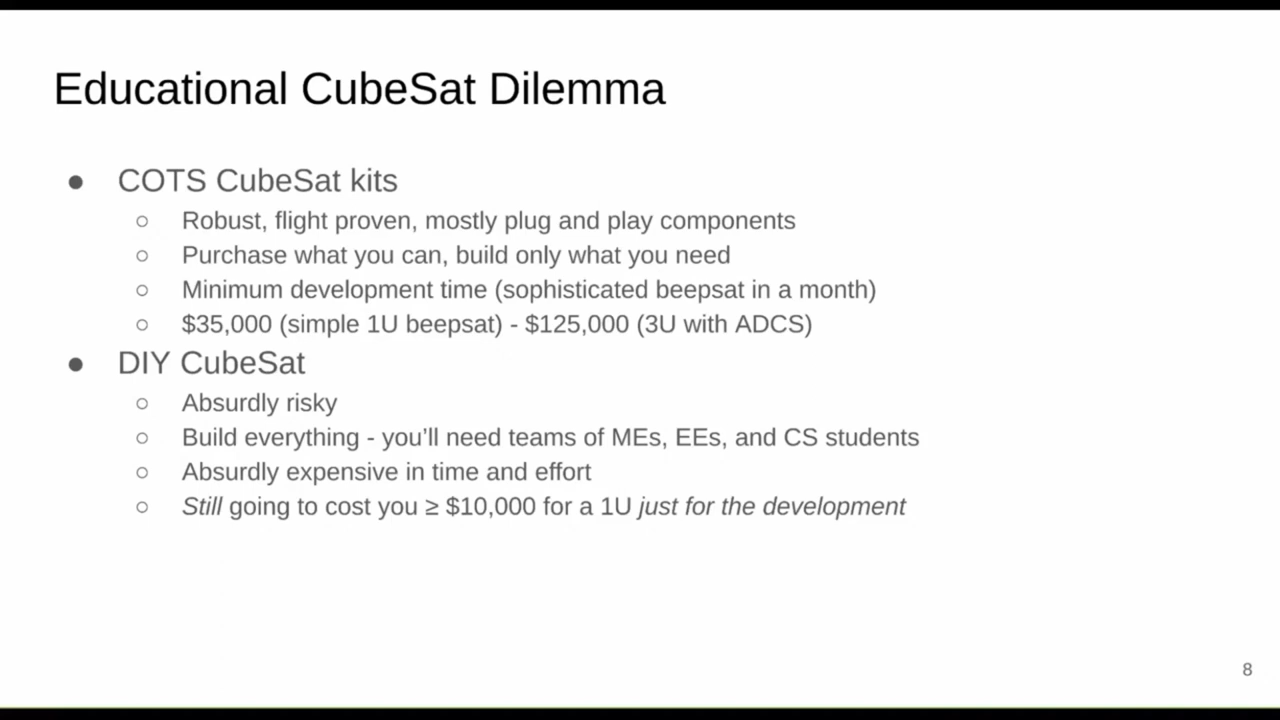 Educational CubeSat Dilemma
● COTS CubeSat kits
○ Robust, flight proven, mostly plug and play components
○ Purchase what you can, build only what you need
○ Minimum development time (sophisticated beepsat in a month)
○ $35,000 (simple 1U beepsat) - $125,000 (3U with ADCS)
● DIY CubeSat
○ Absurdly risky
○ Build everything - you’ll need teams of MEs, EEs, and CS students
○ Absurdly expensive in time and effort
○ Still going to cost you ≥ $10,000 for a 1U just for the development
8